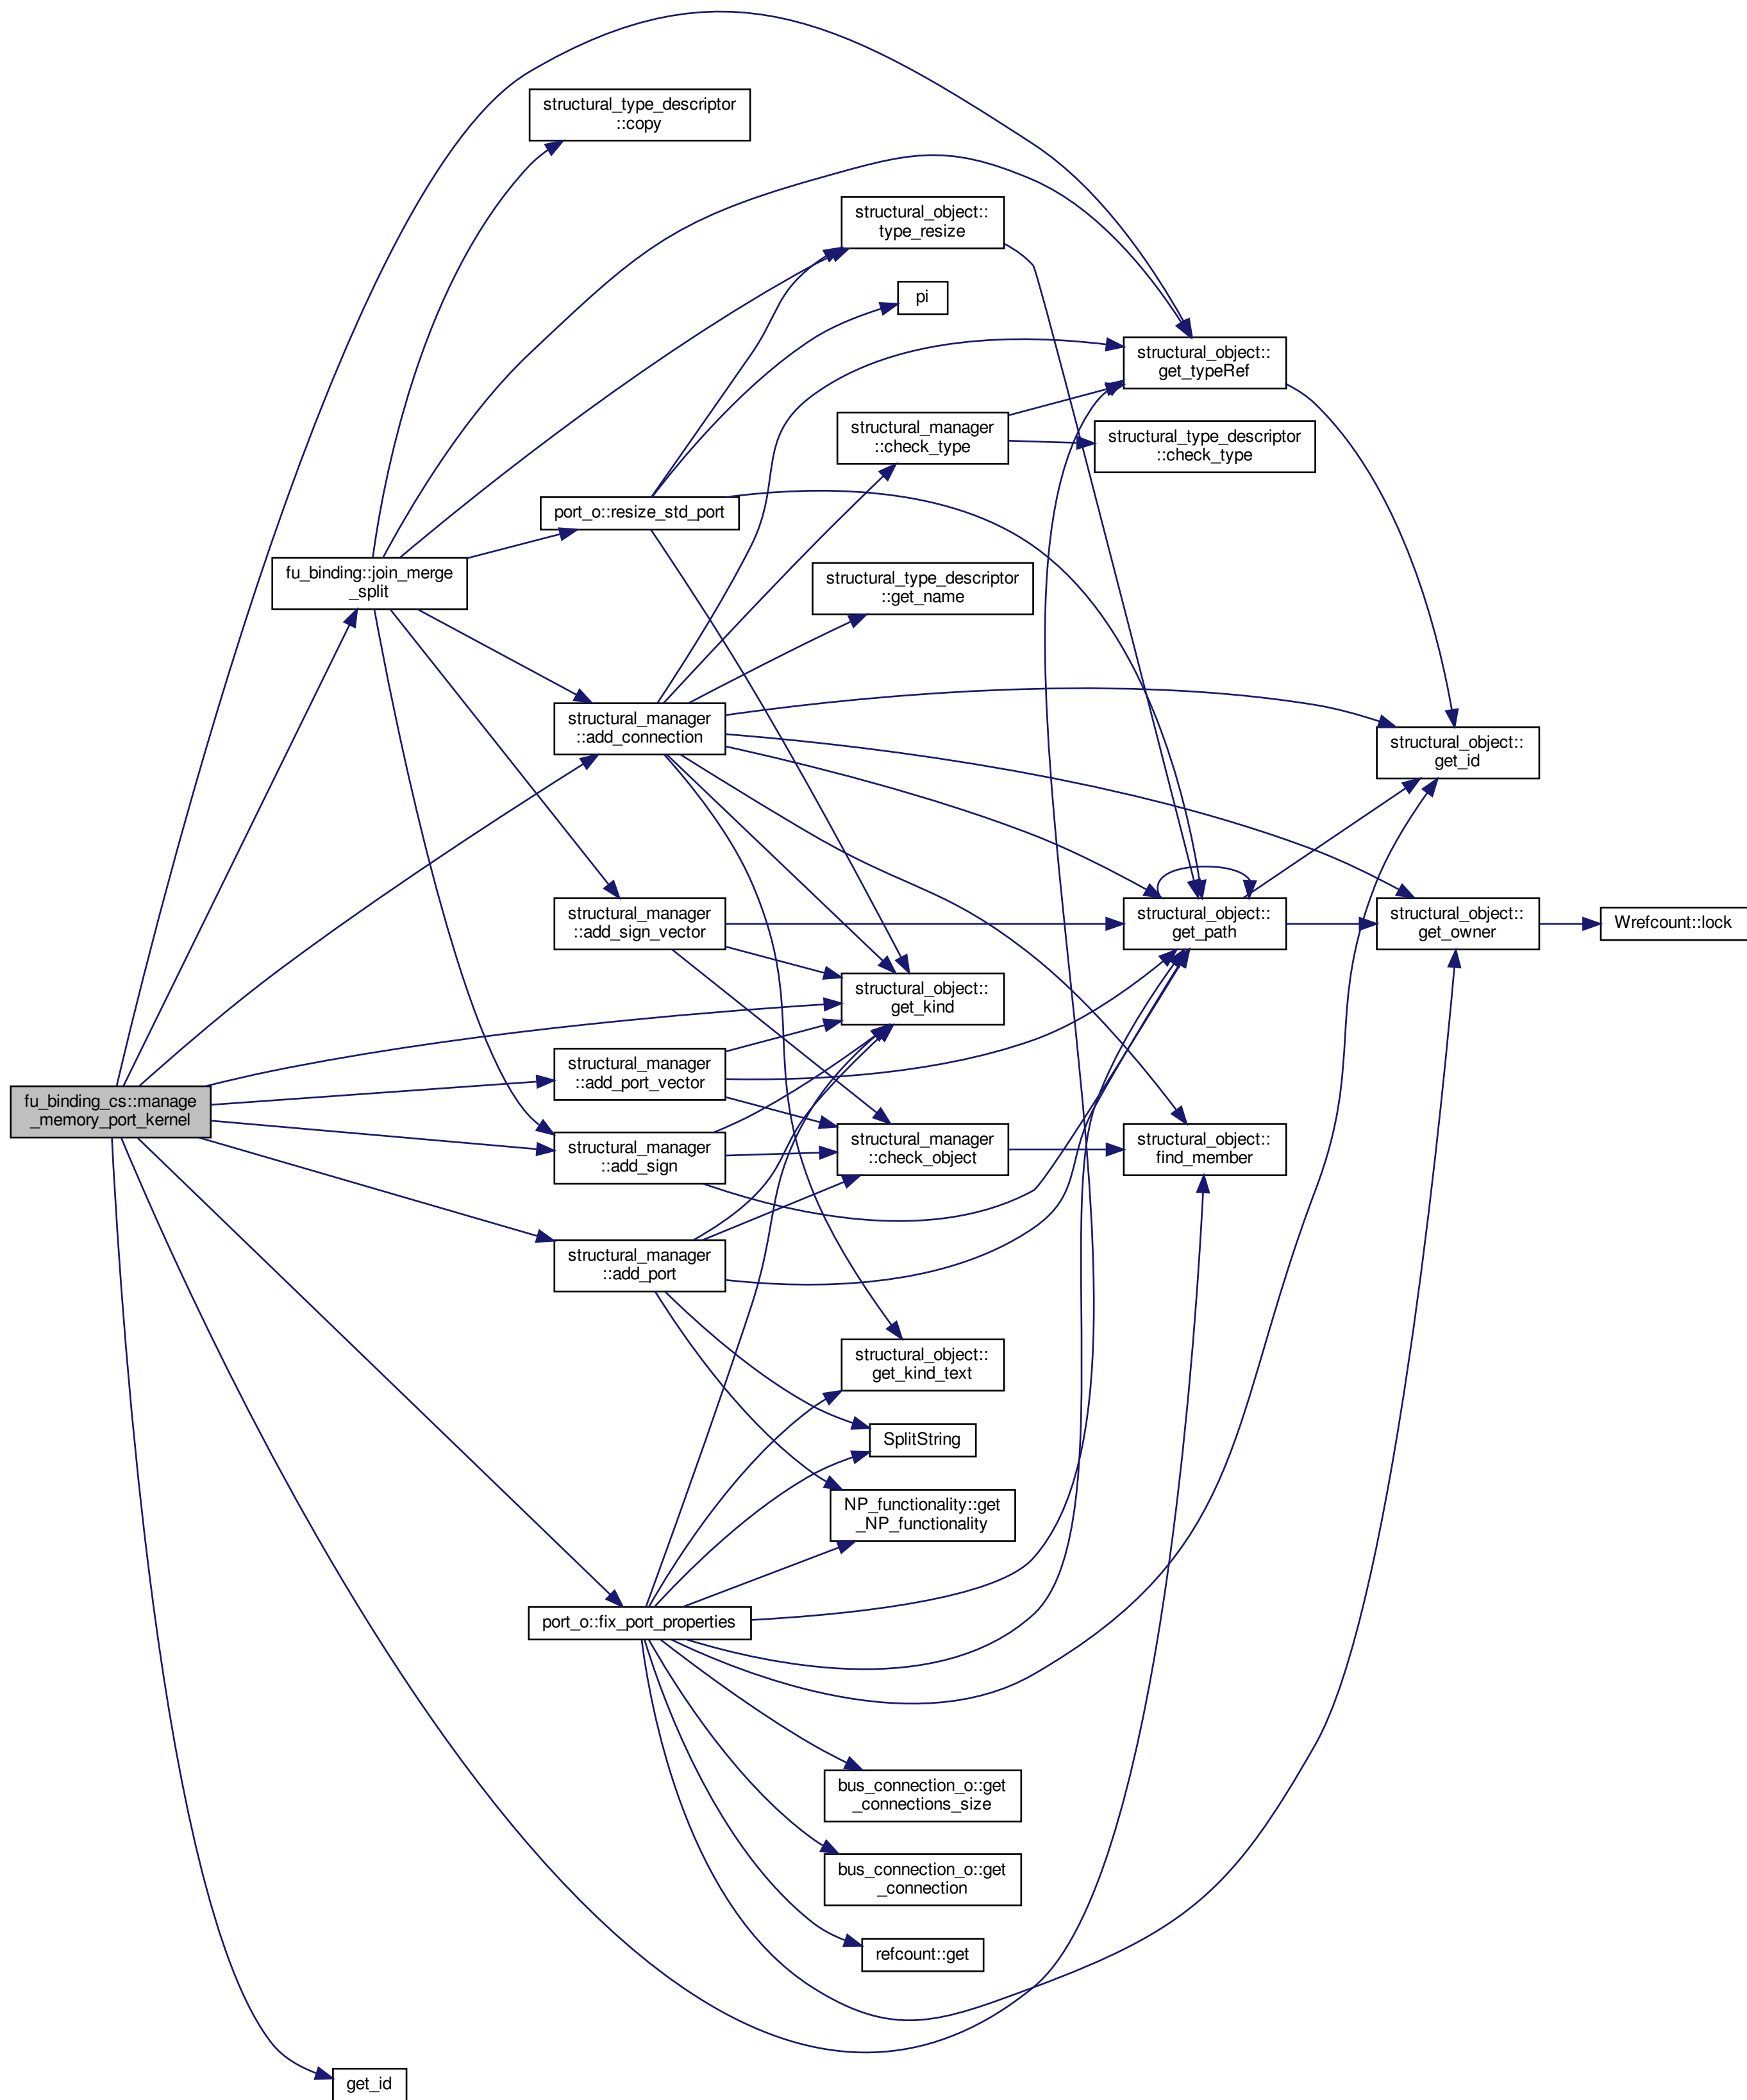 structural_type_descriptor
::copy
structural_object::
type_resize
pi
structural_object::
get_typeRef
structural_manager
::check_type
structural_type_descriptor
::check_type
port_o::resize_std_port
fu_binding::join_merge
_split
structural_type_descriptor
::get_name
structural_manager
::add_connection
structural_object::
get_id
structural_manager
::add_sign_vector
structural_object::
get_path
structural_object::
get_owner
Wrefcount::lock
structural_object::
get_kind
fu_binding_cs::manage
_memory_port_kernel
structural_manager
::add_port_vector
structural_manager
::add_sign
structural_manager
::check_object
structural_object::
find_member
structural_manager
::add_port
structural_object::
get_kind_text
SplitString
NP_functionality::get
_NP_functionality
port_o::fix_port_properties
bus_connection_o::get
_connections_size
bus_connection_o::get
_connection
refcount::get
get_id